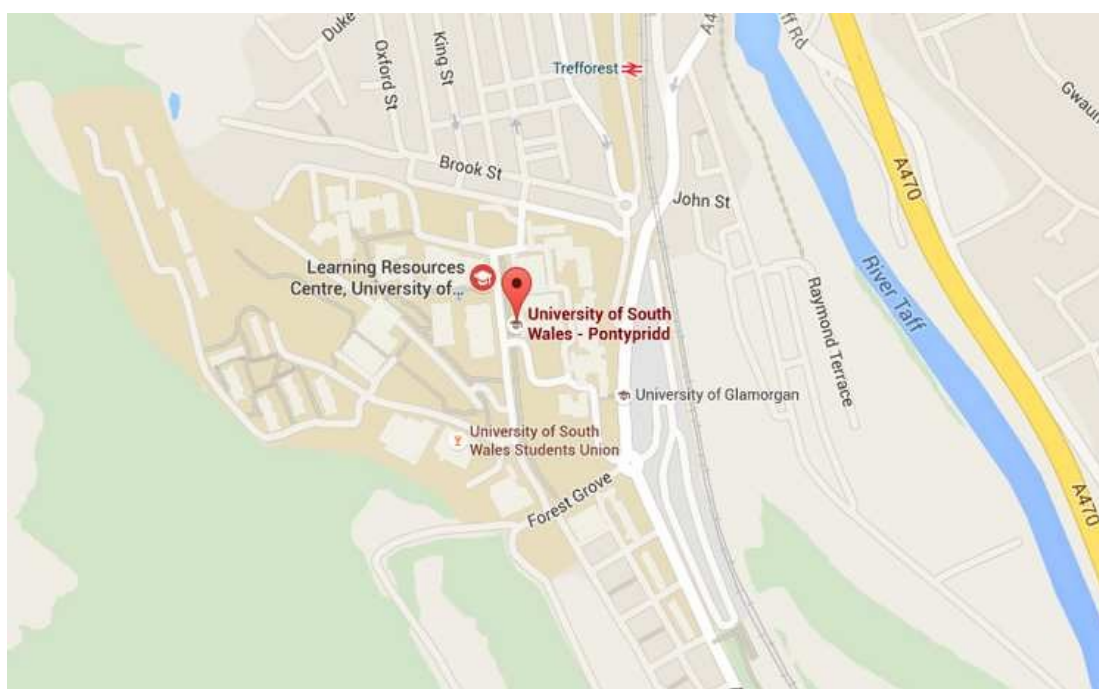 Duke
Oxford St
King St
Trefforest
A4
ff Rd
A470
Gwaun
Brook St
John St
Learning Resources
Centre, University of...
University of South
Wales - Pontypridd
River Taff
Raymond Terrace
University of Glamorgan
University of South
Wales Students Union
Forest Grove
A470